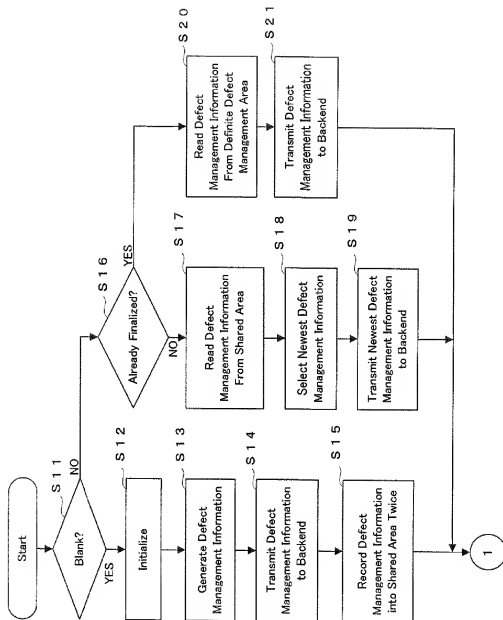 Start
S11
Blank?
NO
YES
S12
Initialize
S13
Generate Defect
Management Information
S14
Transmit Defect
Management Information
to Backend
S15
Record Defect
Management Information
into Shared Area Twice
S16
Already Finalized?
YES
NO
S17
Read Defect
Management Information
From Shared Area
S18
Select Newest Defect
Management Information
S19
Transmit Newest Defect
Management Information
to Backend
S20
Read Defect
Management Information
From Definite Defect
Management Area
S21
Transmit Defect
Management Information
to Backend
1